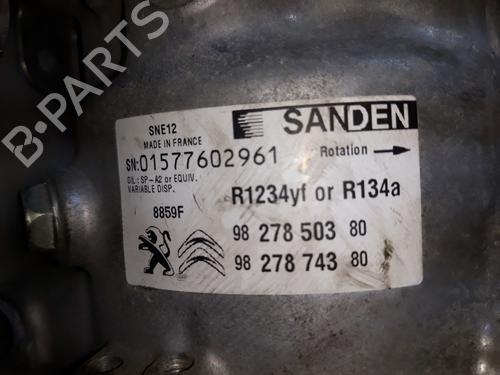 SNE12
MADE IN FRANCE
SANDEN
SN:01577602961
Rotation
OIL: SP-A2 or EQUIV.
VARIABLE DISP.
R1234yf or R134a
8859F
98 278 503 80
98 278 743 80
B-PARTS